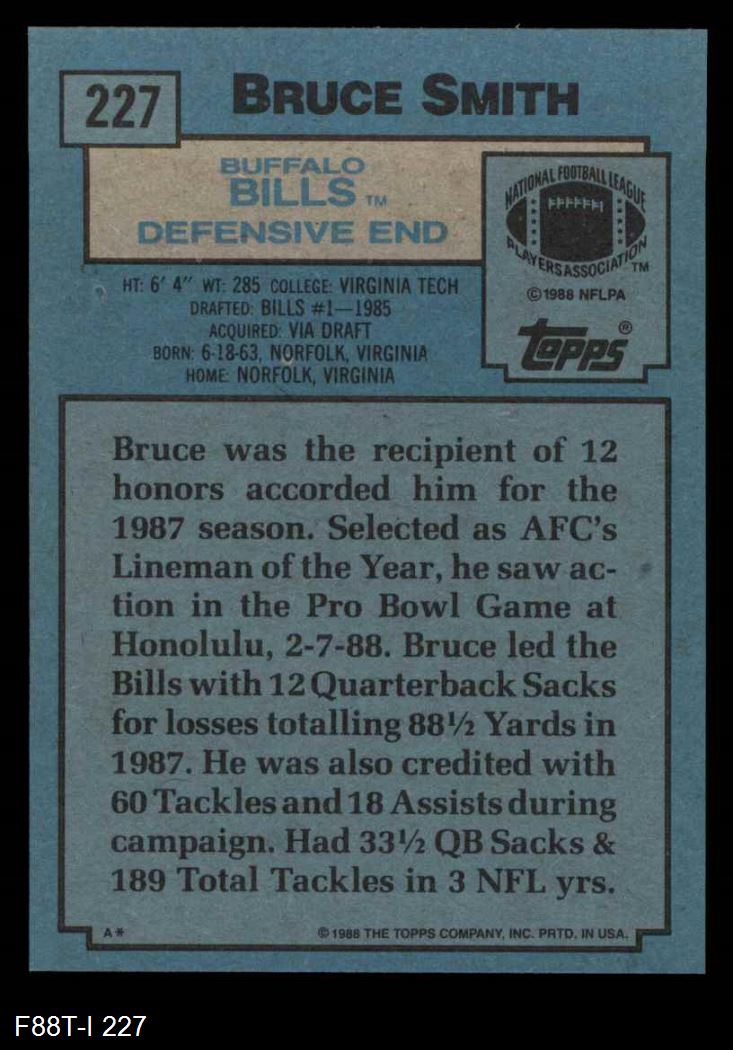 227
BRUCE SMITH
BUFFALO
BILLS TM
DEFENSIVE END
NATIONAL FOOTBALL LEAGUE
PLAYERS ASSOCIATION TM
©1988 NFLPA
topps®
HT: 6' 4" WT: 285 COLLEGE: VIRGINIA TECH
DRAFTED: BILLS #1—1985
ACQUIRED: VIA DRAFT
BORN: 6-18-63, NORFOLK, VIRGINIA
HOME: NORFOLK, VIRGINIA
Bruce was the recipient of 12
honors accorded him for the
1987 season. Selected as AFC's
Lineman of the Year, he saw ac-
tion in the Pro Bowl Game at
Honolulu, 2-7-88. Bruce led the
Bills with 12 Quarterback Sacks
for losses totalling 88½ Yards in
1987. He was also credited with
60 Tackles and 18 Assists during
campaign. Had 33½ QB Sacks &
189 Total Tackles in 3 NFL yrs.
A*
© 1988 THE TOPPS COMPANY, INC. PRTD. IN USA.
F88T-I 227